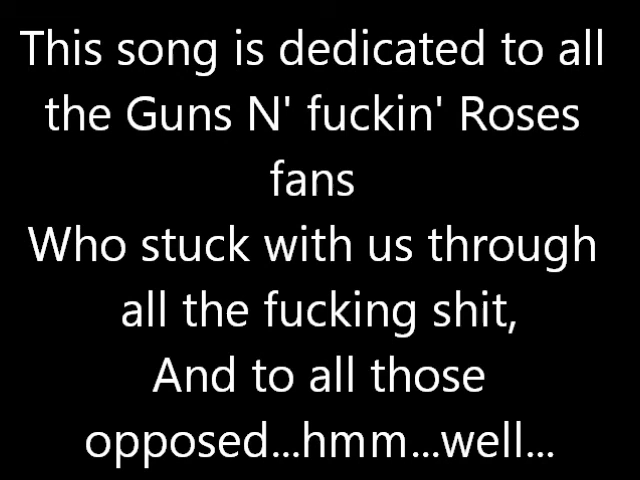 This song is dedicated to all
the Guns N' fuckin' Roses
fans
Who stuck with us through
all the fucking shit,
And to all those
opposed...hmm...well...